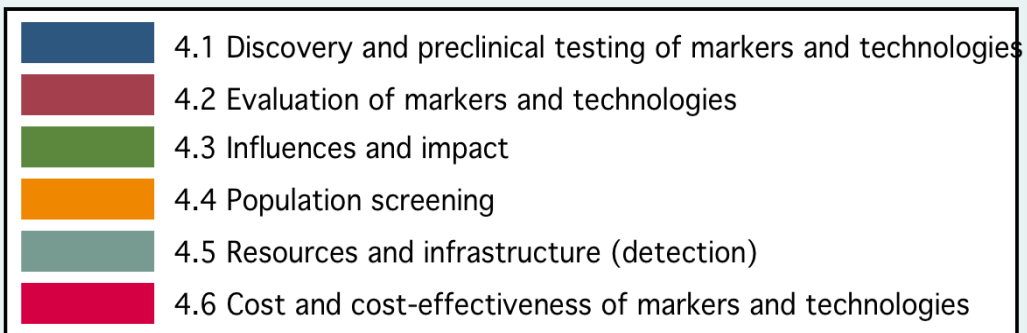 4.1 Discovery and preclinical testing of markers and technologies
4.2 Evaluation of markers and technologies
4.3 Influences and impact
4.4 Population screening
4.5 Resources and infrastructure (detection)
4.6 Cost and cost-effectiveness of markers and technologies